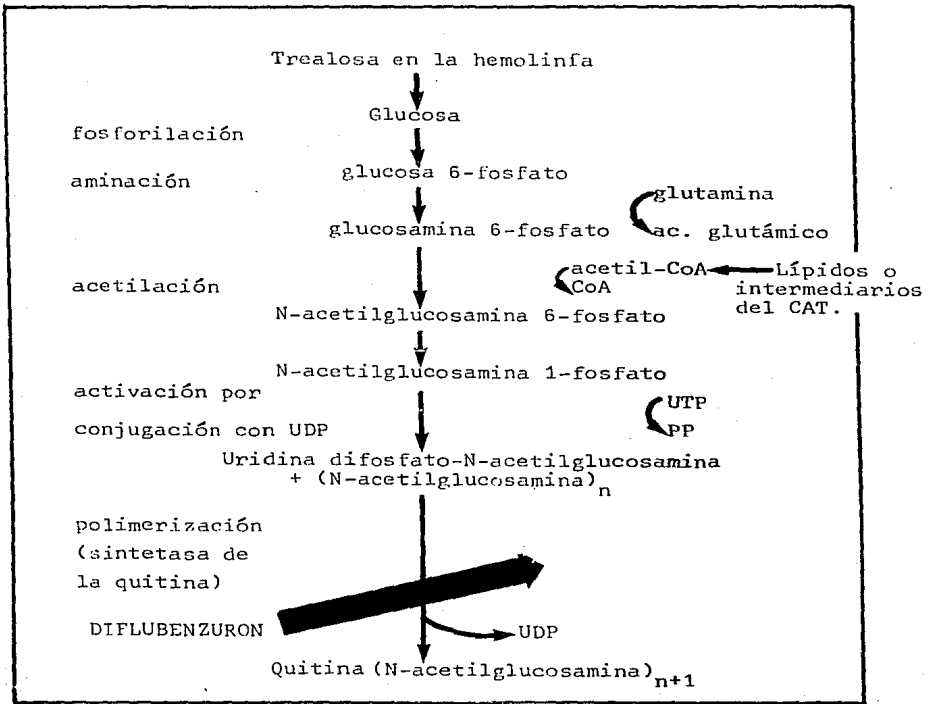 Trealosa en la hemolinfa
Glucosa
fosforilación
glucosa 6-fosfato
aminación
glutamina
glucosamina 6-fosfato
ac. glutámico
acetil-CoA
Lípidos o
CoA
intermediarios
del CAT.
acetilación
N-acetilglucosamina 6-fosfato
N-acetilglucosamina 1-fosfato
activación por
UTP
conjugación con UDP
PP
Uridina difosfato-N-acetilglucosamina
+ (N-acetilglucosamina)n
polimerización
(sintetasa de
la quitina)
DIFLUBENZURON
UDP
Quitina (N-acetilglucosamina)n+1